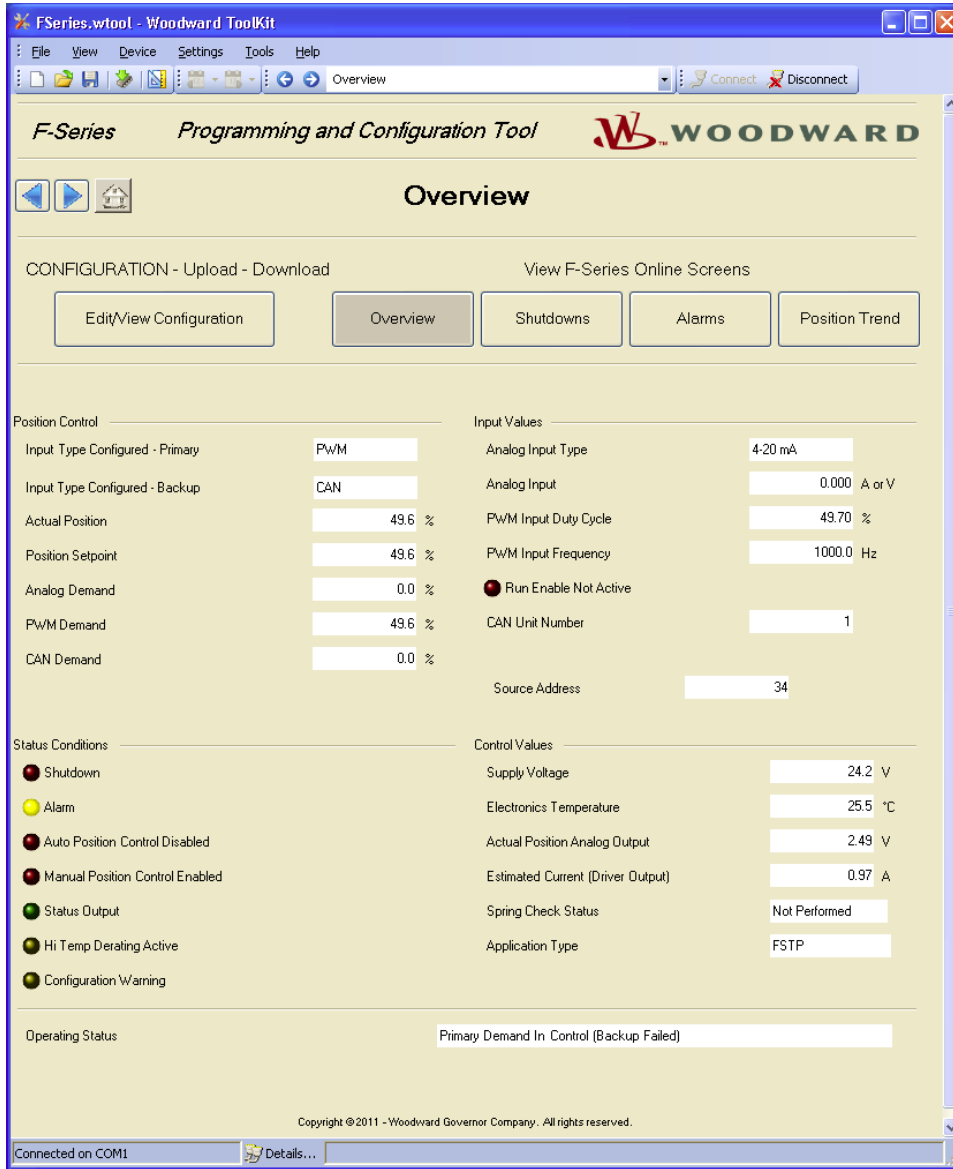 FSeries.wtool - Woodward ToolKit
File View Device Settings Tools Help
Overview Connect Disconnect
F-Series Programming and Configuration Tool WOODWARD
Overview
CONFIGURATION - Upload - Download View F-Series Online Screens
Edit/View Configuration Overview Shutdowns Alarms Position Trend
Position Control
Input Type Configured - Primary PWM
Input Type Configured - Backup CAN
Actual Position 49.6 %
Position Setpoint 49.6 %
Analog Demand 0.0 %
PWM Demand 49.6 %
CAN Demand 0.0 %
Input Values
Analog Input Type 4-20 mA
Analog Input 0.000 A or V
PWM Input Duty Cycle 49.70 %
PWM Input Frequency 1000.0 Hz
Run Enable Not Active
CAN Unit Number 1
Source Address 34
Status Conditions
Shutdown
Alarm
Auto Position Control Disabled
Manual Position Control Enabled
Status Output
Hi Temp Derating Active
Configuration Warning
Control Values
Supply Voltage 24.2 V
Electronics Temperature 25.5 °C
Actual Position Analog Output 2.49 V
Estimated Current (Driver Output) 0.97 A
Spring Check Status Not Performed
Application Type FSTP
Operating Status Primary Demand In Control (Backup Failed)
Copyright ©2011 - Woodward Governor Company. All rights reserved.
Connected on COM1 Details...